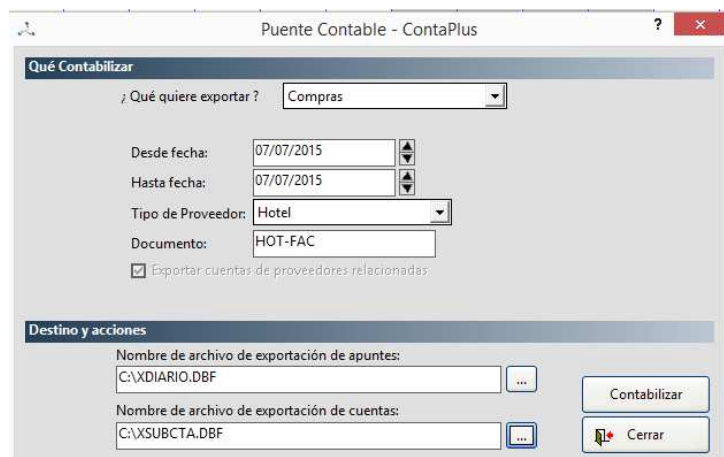 Puente Contable - ContaPlus ?
Qué Contabilizar
¿ Qué quiere exportar ? Compras
Desde fecha: 07/07/2015
Hasta fecha: 07/07/2015
Tipo de Proveedor: Hotel
Documento: HOT-FAC
Exportar cuentas de proveedores relacionadas
Destino y acciones
Nombre de archivo de exportación de apuntes:
C:\XDIARIO.DBF ...
Contabilizar
Nombre de archivo de exportación de cuentas:
C:\XSUBCTA.DBF ...
Cerrar